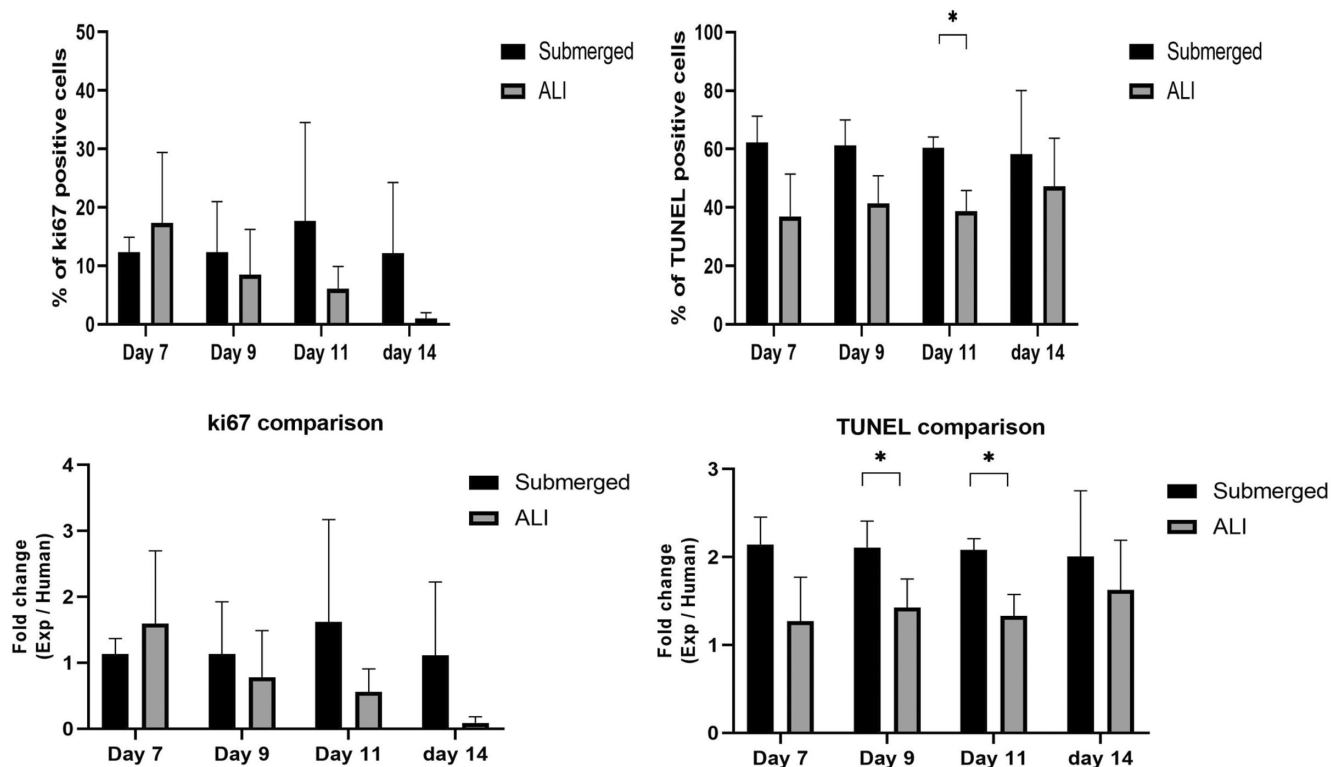 % of ki67 positive cells
50
40
30
20
10
0
Day 7
Day 9
Day 11
day 14
Submerged
ALI
% of TUNEL positive cells
100
80
60
40
20
0
*
Day 7
Day 9
Day 11
day 14
Submerged
ALI
ki67 comparison
Fold change
(Exp / Human)
4
3
2
1
0
Day 7
Day 9
Day 11
day 14
Submerged
ALI
TUNEL comparison
Fold change
(Exp / Human)
3
2
1
0
*
*
Day 7
Day 9
Day 11
day 14
Submerged
ALI